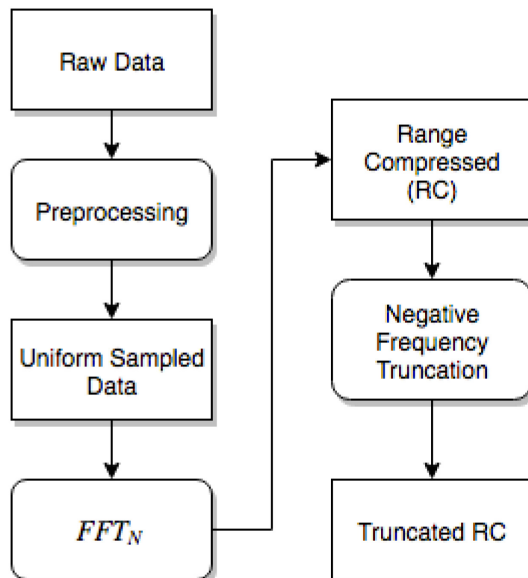 Raw Data
Preprocessing
Uniform Sampled
Data
FFT_N
Range
Compressed
(RC)
Negative
Frequency
Truncation
Truncated RC